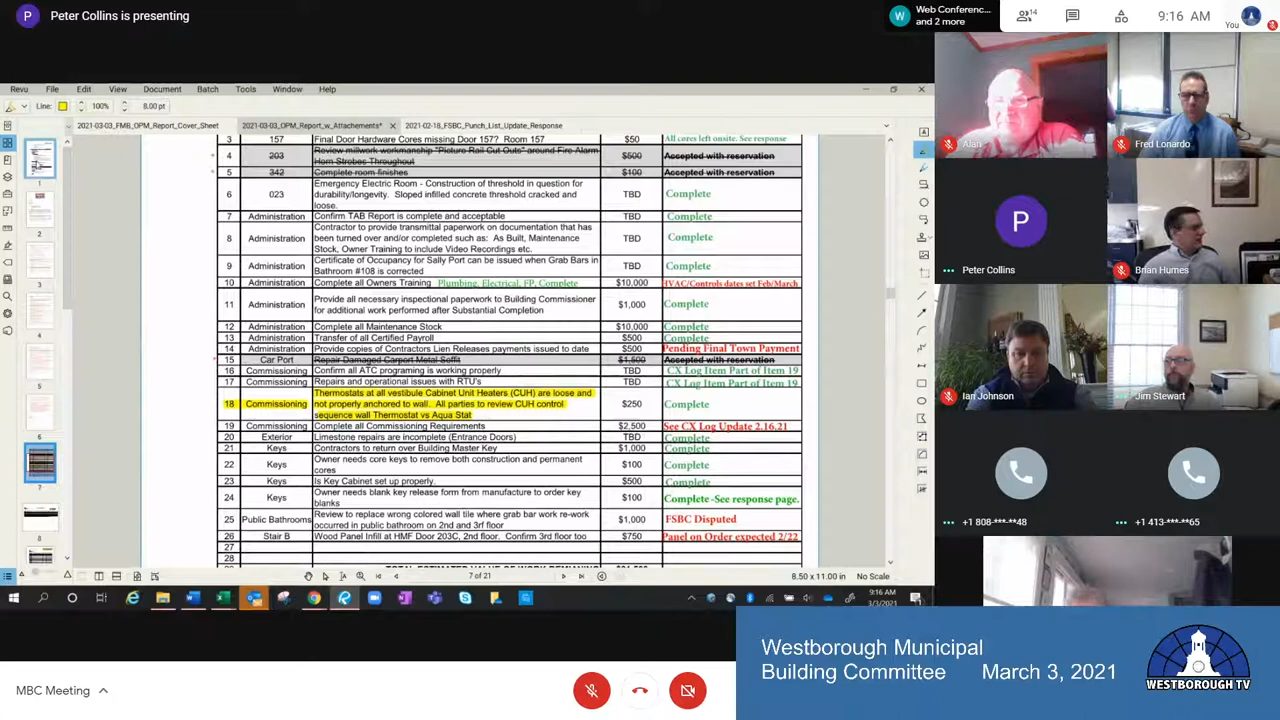 P Peter Collins is presenting
W Web Conferenc... and 2 more
14
9:16 AM
You
Revu File Edit View Document Batch Tools Window Help
Line: 100% 8.00 pt
2021-03-03_FMB_OPM_Report_Cover_Sheet 2021-03-03_OPM_Report_w_Attachements* 2021-02-18_FSBC_Punch_List_Update_Response
3 157 Final Door Hardware Cores missing Door 157? Room 157 $50 All cores left onsite. See response
4 203 Review millwork workmanship "Picture Rail Cut Outs" around Fire Alarm Horn Strobes Throughout $500 Accepted with reservation
5 342 Complete room finishes $100 Accepted with reservation
6 023 Emergency Electric Room - Construction of threshold in question for durability/longevity. Sloped infilled concrete threshold cracked and loose. TBD Complete
7 Administration Confirm TAB Report is complete and acceptable TBD Complete
8 Administration Contractor to provide transmittal paperwork on documentation that has been turned over and/or completed such as: As Built, Maintenance Stock, Owner Training to include Video Recordings etc. TBD Complete
9 Administration Certificate of Occupancy for Sally Port can be issued when Grab Bars in Bathroom #108 is corrected TBD Complete
10 Administration Complete all Owners Training Plumbing, Electrical, FP, Complete $10,000 HVAC/Controls dates set Feb/March
11 Administration Provide all necessary inspectional paperwork to Building Commissioner for additional work performed after Substantial Completion $1,000 Complete
12 Administration Complete all Maintenance Stock $10,000 Complete
13 Administration Transfer of all Certified Payroll $500 Complete
14 Administration Provide copies of Contractors Lien Releases payments issued to date $500 Pending Final Town Payment
15 Car Port Repair Damaged Carport Metal Soffit $1,500 Accepted with reservation
16 Commissioning Confirm all ATC programing is working properly TBD CX Log Item Part of Item 19
17 Commissioning Repairs and operational issues with RTU's TBD CX Log Item Part of Item 19
18 Commissioning Thermostats at all vestibule Cabinet Unit Heaters (CUH) are loose and not properly anchored to wall. All parties to review CUH control sequence wall Thermostat vs Aqua Stat $250 Complete
19 Commissioning Complete all Commissioning Requirements $2,500 See CX Log Update 2.16.21
20 Exterior Limestone repairs are incomplete (Entrance Doors) TBD Complete
21 Keys Contractors to return over Building Master Key $1,000 Complete
22 Keys Owner needs core keys to remove both construction and permanent cores $100 Complete
23 Keys Is Key Cabinet set up properly. $500 Complete
24 Keys Owner needs blank key release form from manufacture to order key blanks $100 Complete -See response page.
25 Public Bathrooms Review to replace wrong colored wall tile where grab bar work re-work occurred in public bathroom on 2nd and 3rf floor $1,000 FSBC Disputed
26 Stair B Wood Panel Infill at HMF Door 203C, 2nd floor. Confirm 3rd floor too $750 Panel on Order expected 2/22
27
28
1
2
3
4
5
6
7
8
7 of 21
8.50 x 11.00 in No Scale
9:16 AM
3/3/2021
Alan
Fred Lonardo
P
Peter Collins
Brian Humes
Ian Johnson
Jim Stewart
+1 808-***-**48
+1 413-***-**65
MBC Meeting
Westborough Municipal
Building Committee March 3, 2021
WESTBOROUGH TV